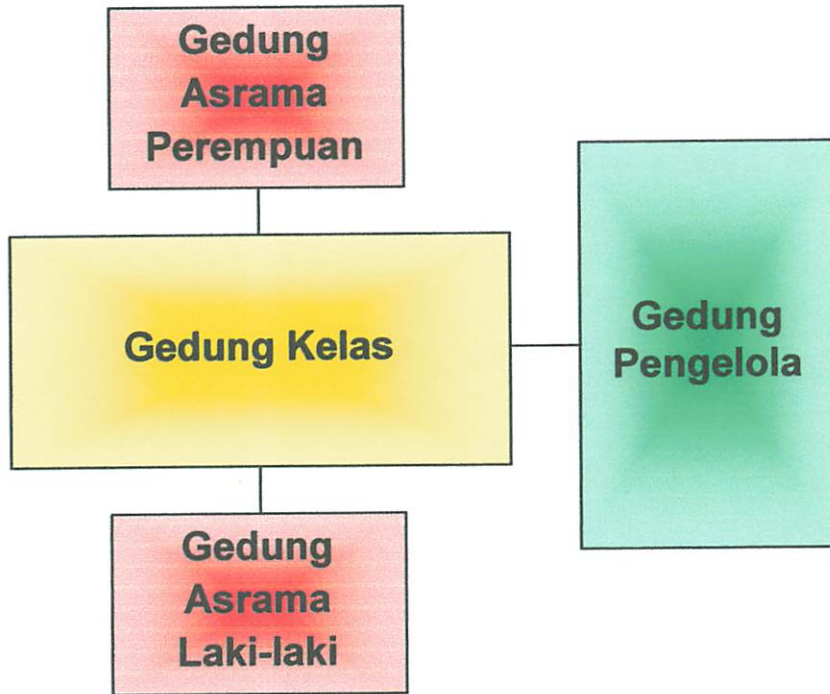 Gedung
Asrama
Perempuan
Gedung Kelas
Gedung
Pengelola
Gedung
Asrama
Laki-laki